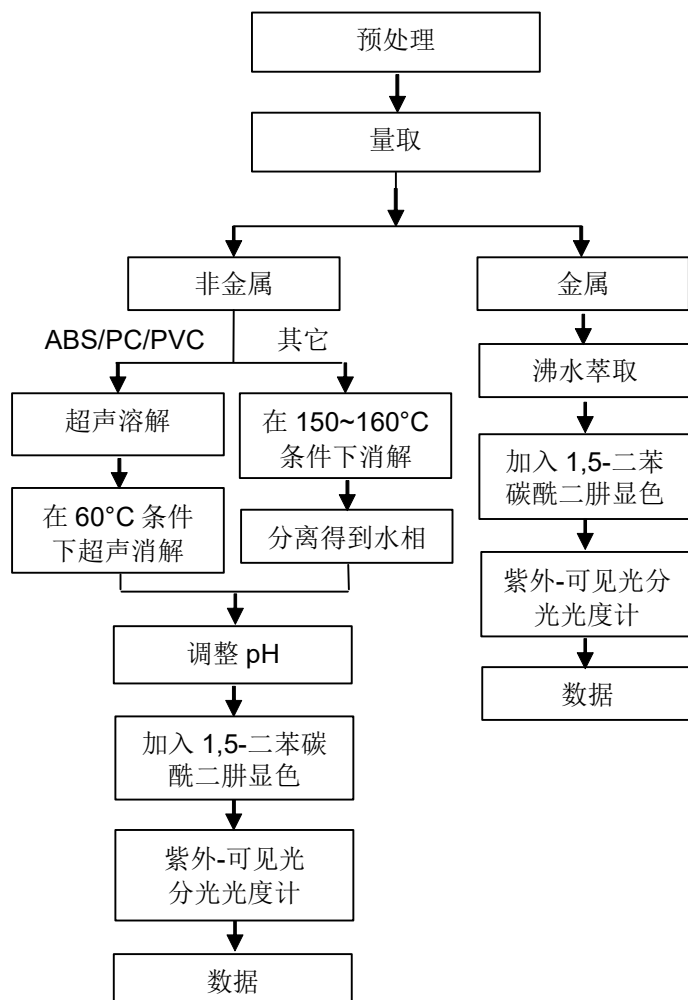 预处理
量取
非金属
金属
ABS/PC/PVC
其它
沸水萃取
超声溶解
在 150~160°C
条件下消解
加入 1,5-二苯
碳酰二肼显色
在 60°C 条件
下超声消解
分离得到水相
紫外-可见光分
光光度计
调整 pH
数据
加入 1,5-二苯碳
酰二肼显色
紫外-可见光
分光光度计
数据